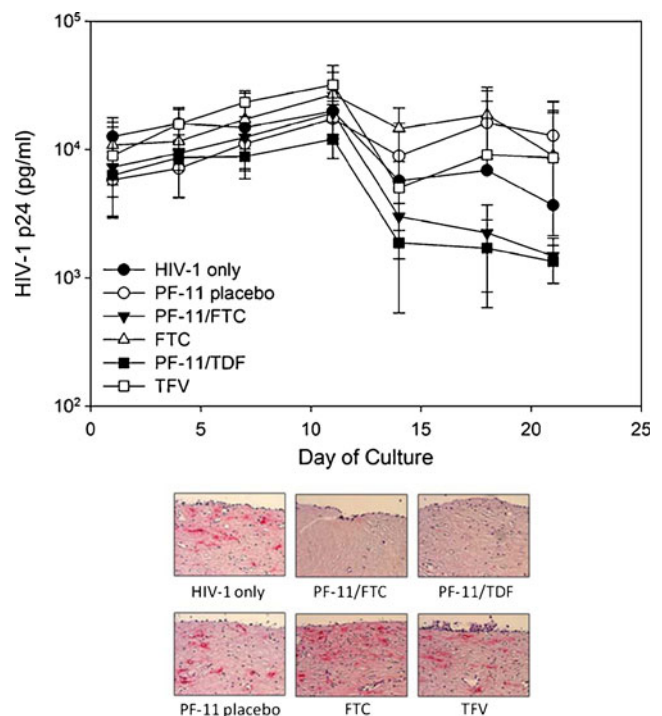 10^5
10^4
10^3
10^2
HIV-1 p24 (pg/ml)
HIV-1 only
PF-11 placebo
PF-11/FTC
FTC
PF-11/TDF
TFV
0 5 10 15 20 25
Day of Culture
HIV-1 only PF-11/FTC PF-11/TDF
PF-11 placebo FTC TFV